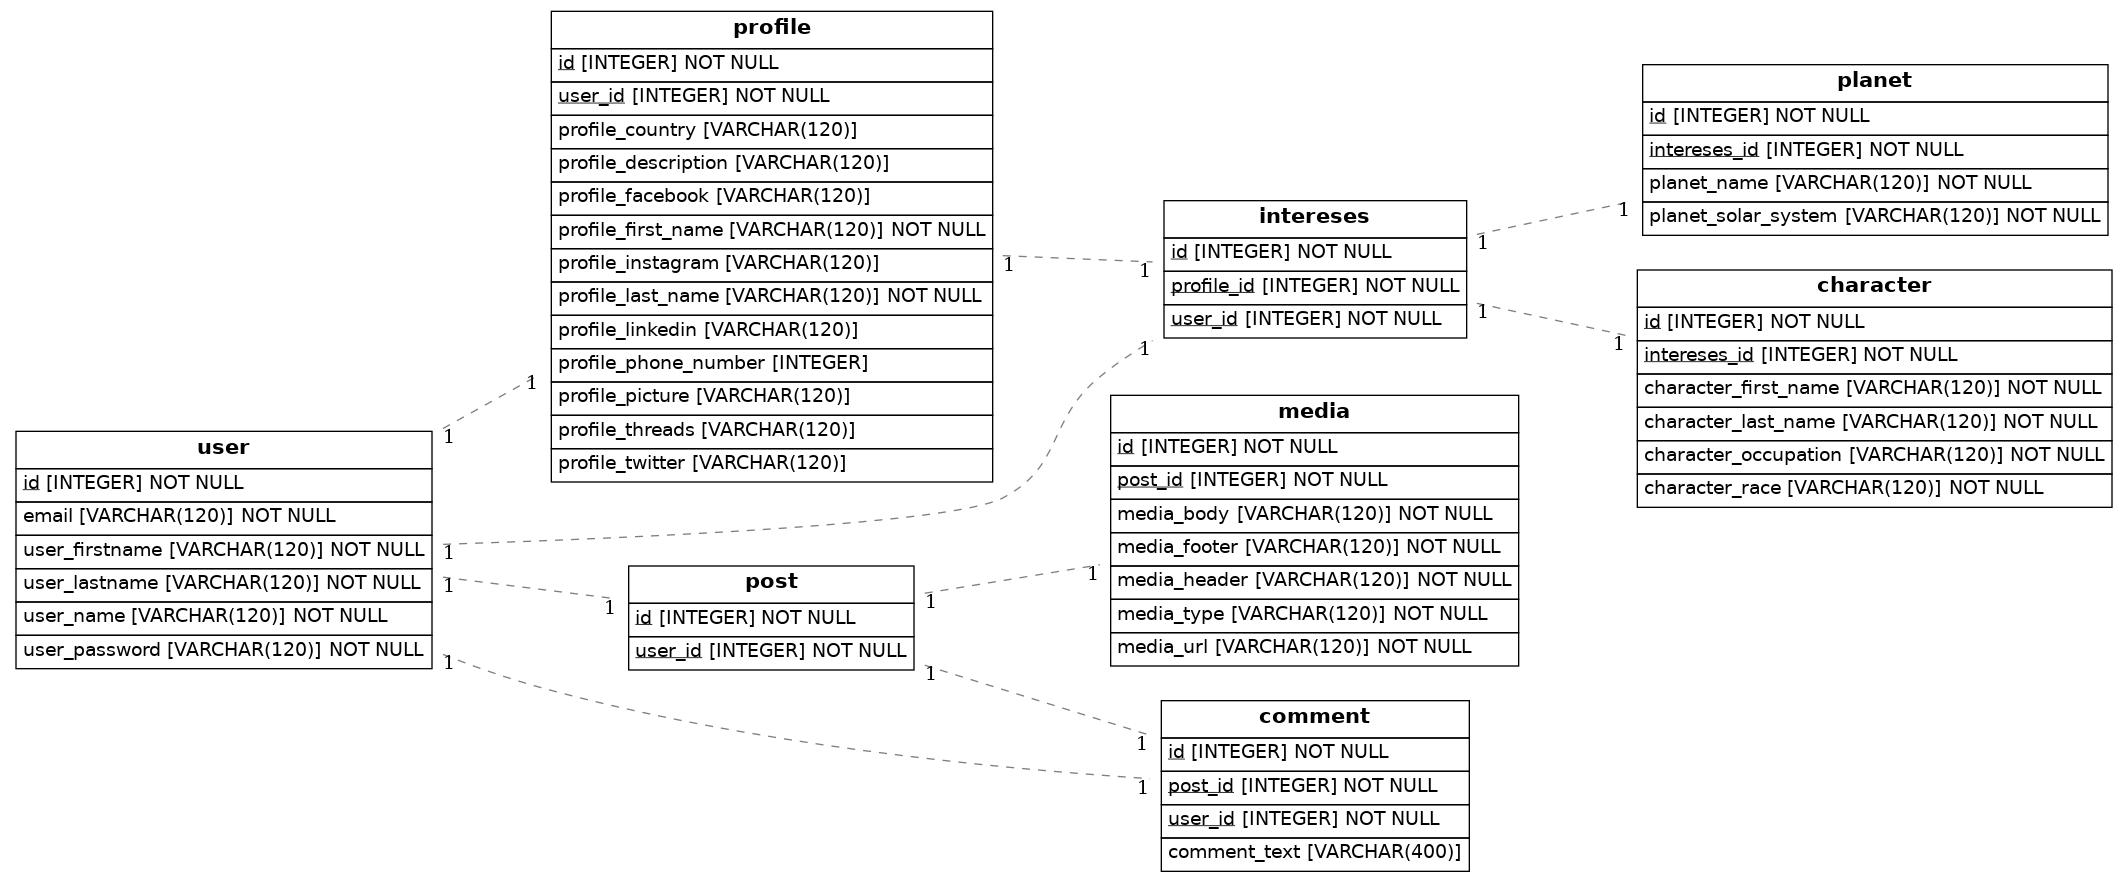 profile
id [INTEGER] NOT NULL
user_id [INTEGER] NOT NULL
profile_country [VARCHAR(120)]
profile_description [VARCHAR(120)]
profile_facebook [VARCHAR(120)]
profile_first_name [VARCHAR(120)] NOT NULL
profile_instagram [VARCHAR(120)]
profile_last_name [VARCHAR(120)] NOT NULL
profile_linkedin [VARCHAR(120)]
profile_phone_number [INTEGER]
profile_picture [VARCHAR(120)]
profile_threads [VARCHAR(120)]
profile_twitter [VARCHAR(120)]
1
1
planet
id [INTEGER] NOT NULL
intereses_id [INTEGER] NOT NULL
planet_name [VARCHAR(120)] NOT NULL
planet_solar_system [VARCHAR(120)] NOT NULL
1
intereses
id [INTEGER] NOT NULL
profile_id [INTEGER] NOT NULL
user_id [INTEGER] NOT NULL
1
1
1
1
character
id [INTEGER] NOT NULL
intereses_id [INTEGER] NOT NULL
character_first_name [VARCHAR(120)] NOT NULL
character_last_name [VARCHAR(120)] NOT NULL
character_occupation [VARCHAR(120)] NOT NULL
character_race [VARCHAR(120)] NOT NULL
1
user
id [INTEGER] NOT NULL
email [VARCHAR(120)] NOT NULL
user_firstname [VARCHAR(120)] NOT NULL
user_lastname [VARCHAR(120)] NOT NULL
user_name [VARCHAR(120)] NOT NULL
user_password [VARCHAR(120)] NOT NULL
1
1
1
1
media
id [INTEGER] NOT NULL
post_id [INTEGER] NOT NULL
media_body [VARCHAR(120)] NOT NULL
media_footer [VARCHAR(120)] NOT NULL
media_header [VARCHAR(120)] NOT NULL
media_type [VARCHAR(120)] NOT NULL
media_url [VARCHAR(120)] NOT NULL
1
post
id [INTEGER] NOT NULL
user_id [INTEGER] NOT NULL
1
1
1
comment
id [INTEGER] NOT NULL
post_id [INTEGER] NOT NULL
user_id [INTEGER] NOT NULL
comment_text [VARCHAR(400)]
1
1